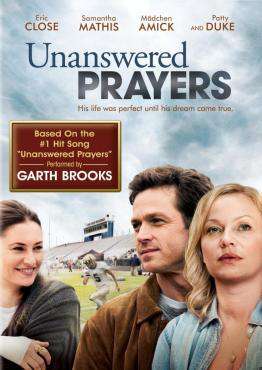 Eric Samantha Mädchen Patty
CLOSE MATHIS AMICK AND DUKE
Unanswered
PRAYERS
His life was perfect until his dream came true.
BASED ON THE
#1 HIT SONG
"UNANSWERED PRAYERS"
Performed by
GARTH BROOKS